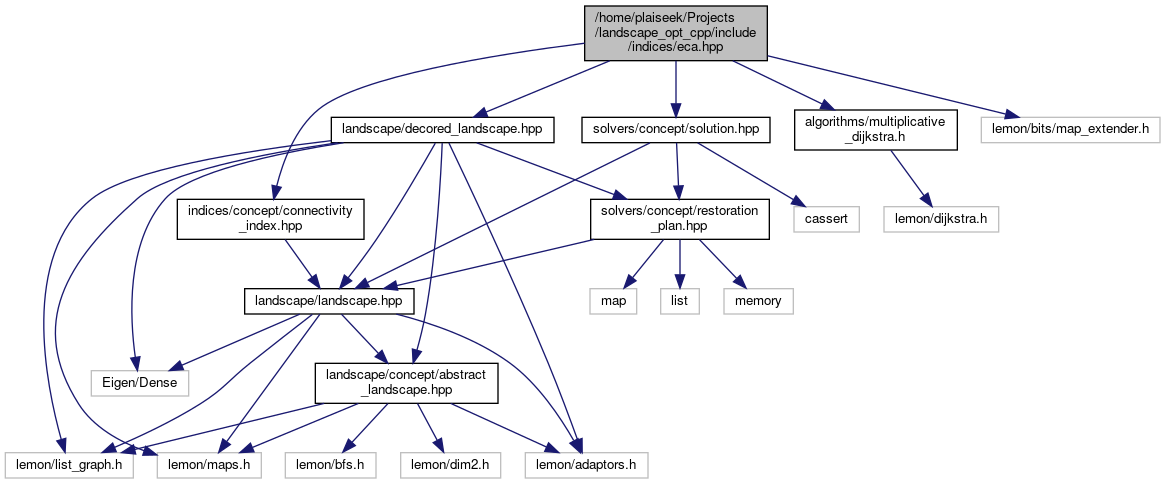 /home/plaiseek/Projects
/landscape_opt_cpp/include
/indices/eca.hpp
landscape/decored_landscape.hpp
solvers/concept/solution.hpp
algorithms/multiplicative
_dijkstra.h
lemon/bits/map_extender.h
indices/concept/connectivity
_index.hpp
solvers/concept/restoration
_plan.hpp
cassert
lemon/dijkstra.h
landscape/landscape.hpp
map
list
memory
Eigen/Dense
landscape/concept/abstract
_landscape.hpp
lemon/list_graph.h
lemon/maps.h
lemon/bfs.h
lemon/dim2.h
lemon/adaptors.h